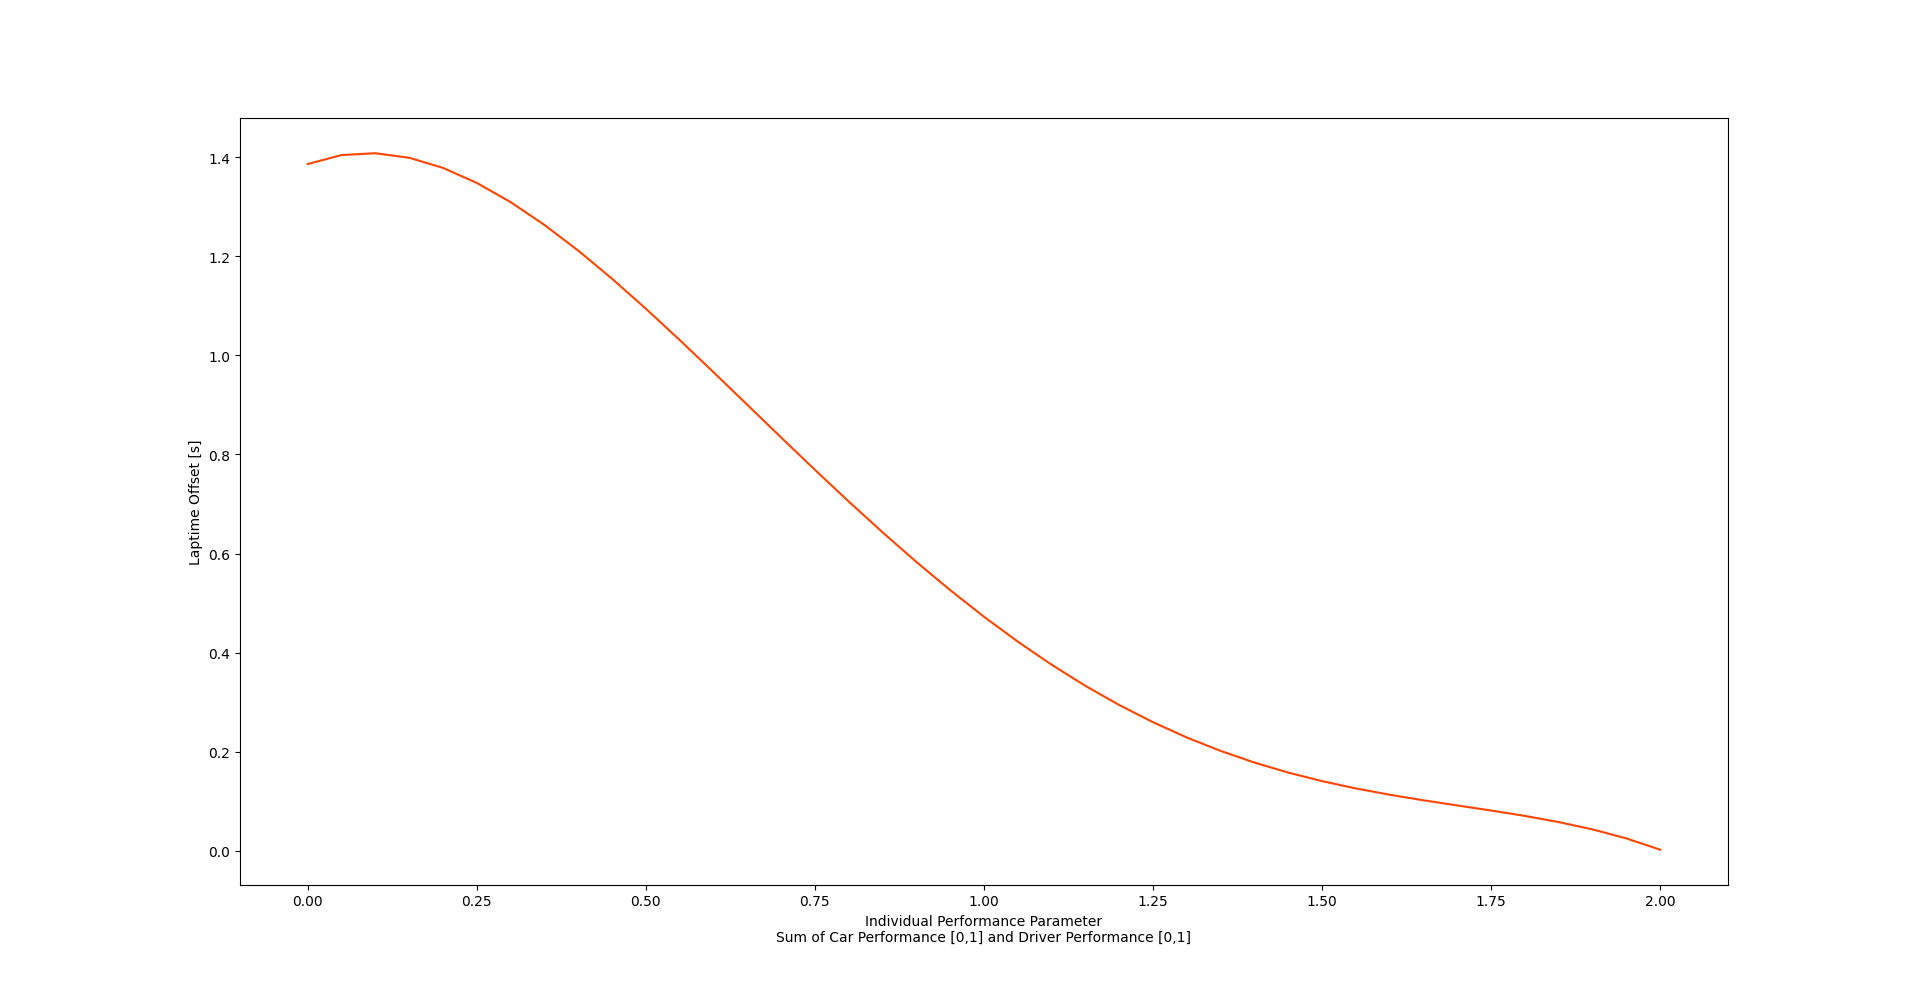 1.4
1.2
1.0
0.8
0.6
0.4
0.2
0.0
Laptime Offset [s]
0.00 0.25 0.50 0.75 1.00 1.25 1.50 1.75 2.00
Individual Performance Parameter
Sum of Car Performance [0,1] and Driver Performance [0,1]